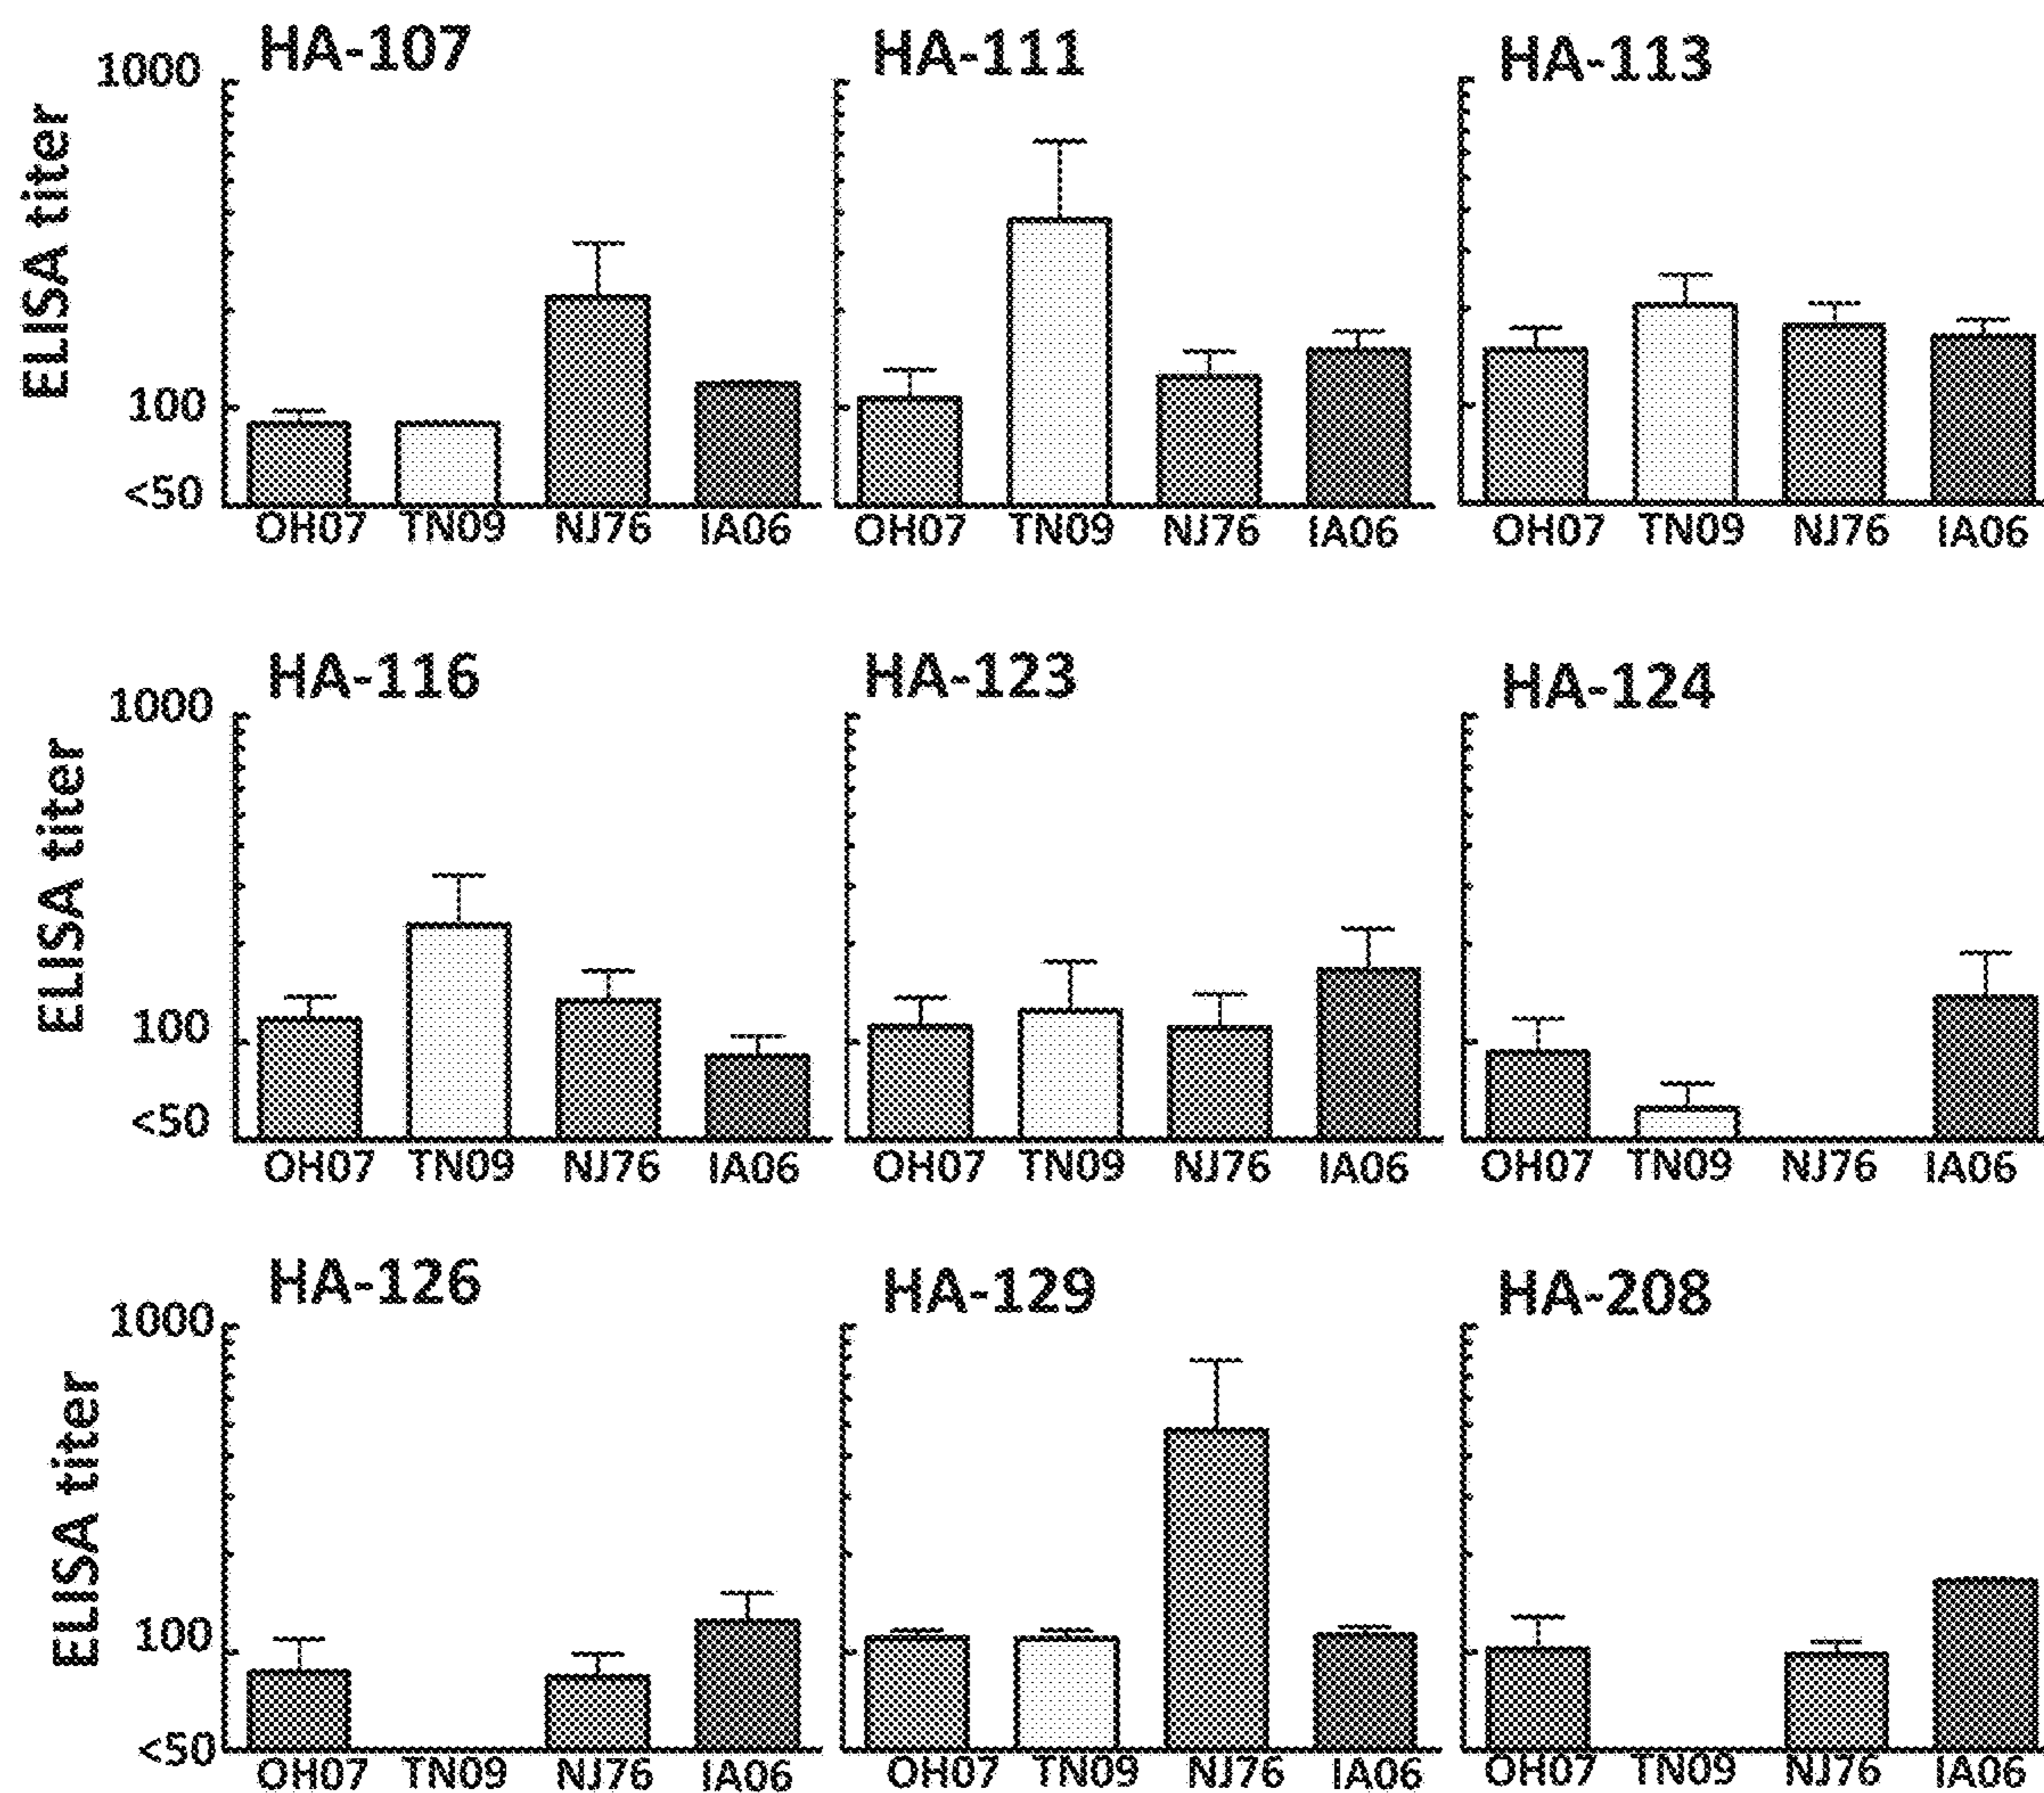 HA-107 HA-111 HA-113
ELISA titer
1000
100
<50
OH07 TN09 NJ76 IA06 OH07 TN09 NJ76 IA06 OH07 TN09 NJ76 IA06
HA-116 HA-123 HA-124
ELISA titer
1000
100
<50
OH07 TN09 NJ76 IA06 OH07 TN09 NJ76 IA06 OH07 TN09 NJ76 IA06
HA-126 HA-129 HA-208
ELISA titer
1000
100
<50
OH07 TN09 NJ76 IA06 OH07 TN09 NJ76 IA06 OH07 TN09 NJ76 IA06